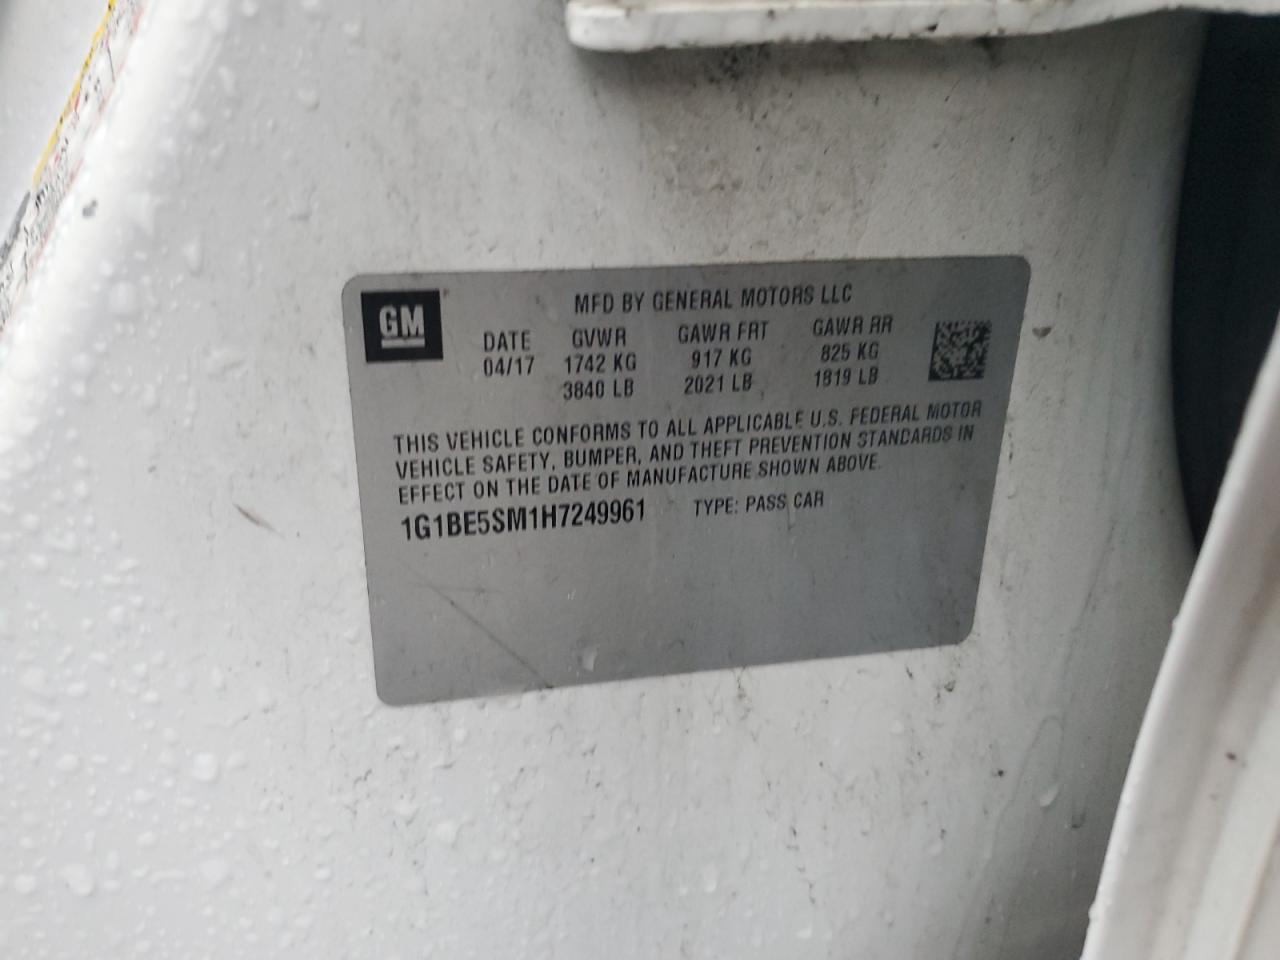 GM
MFD BY GENERAL MOTORS LLC
DATE GVWR GAWR FRT GAWR RR
04/17 1742 KG 917 KG 825 KG
3840 LB 2021 LB 1819 LB
THIS VEHICLE CONFORMS TO ALL APPLICABLE U.S. FEDERAL MOTOR
VEHICLE SAFETY, BUMPER, AND THEFT PREVENTION STANDARDS IN
EFFECT ON THE DATE OF MANUFACTURE SHOWN ABOVE.
1G1BE5SM1H7249961 TYPE: PASS CAR